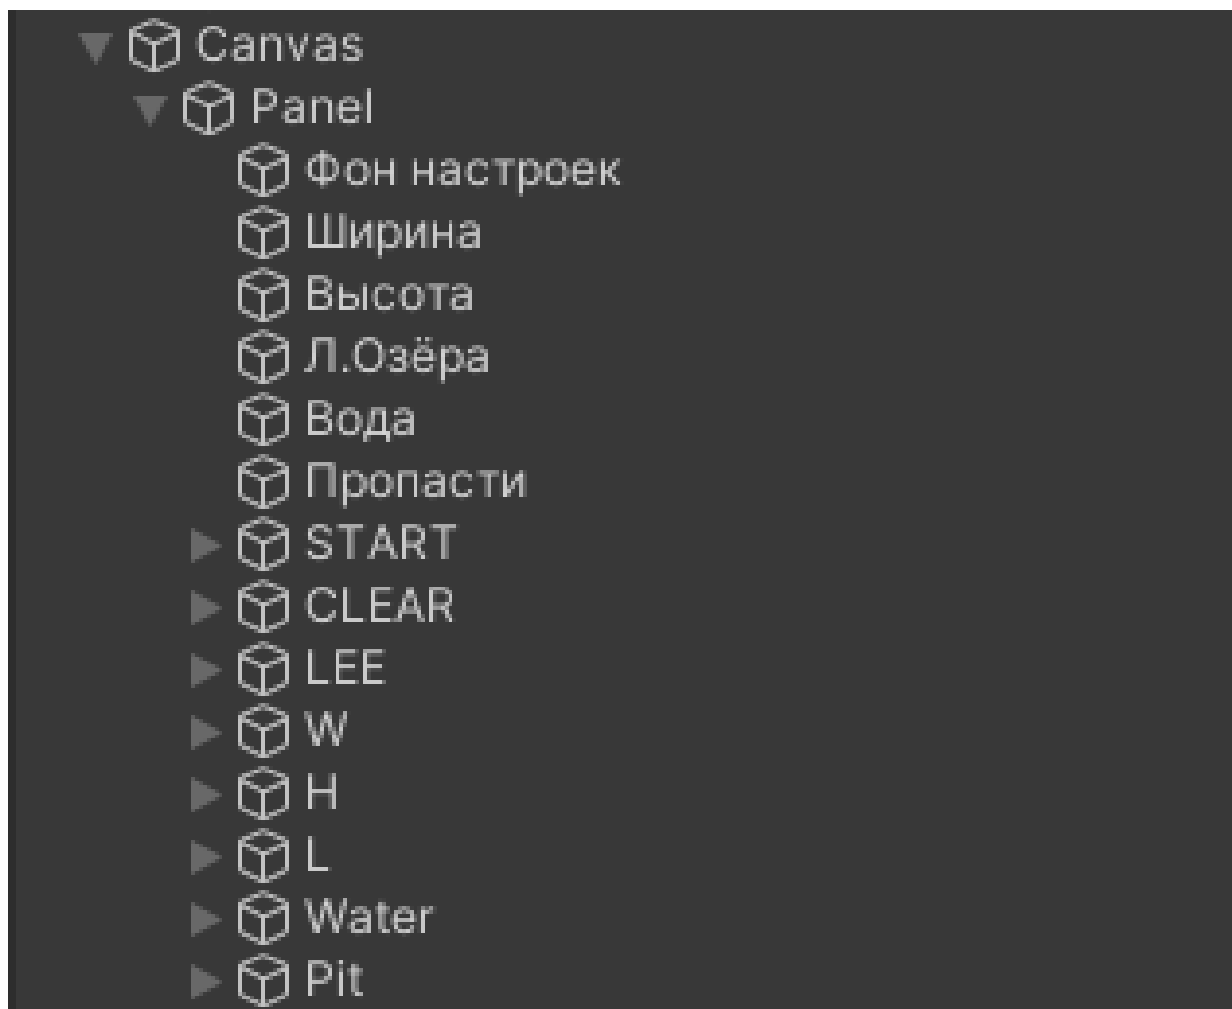 Canvas
Panel
Фон настроек
Ширина
Высота
Л.Озёра
Вода
Пропасти
START
CLEAR
LEE
W
H
L
Water
Pit